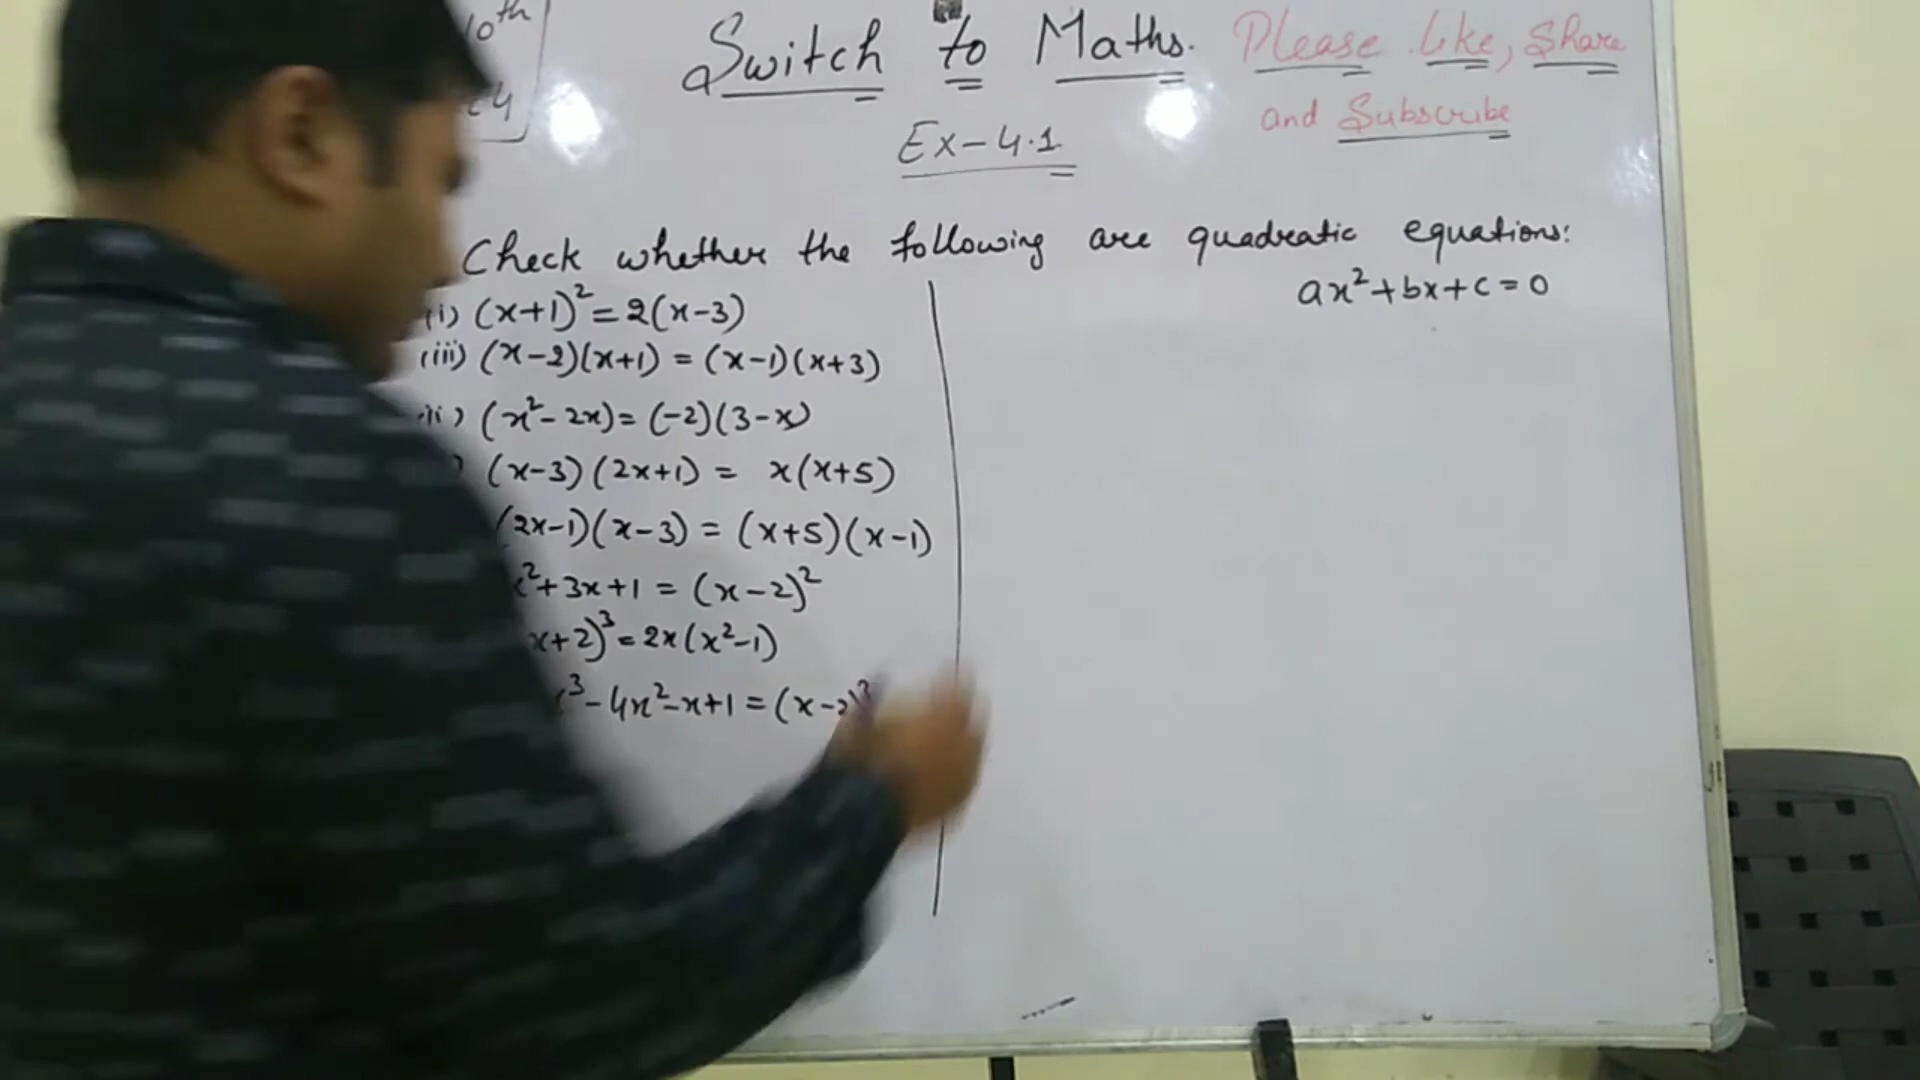 10th
Switch to Maths. Please Like, Share
and Subscribe
Ex-4.1
Check whether the following are quadratic equations:
ax²+bx+c=0
(i) (x+1)²=2(x-3)
(iii) (x-2)(x+1) = (x-1)(x+3)
(x²-2x)=(-2)(3-x)
(x-3)(2x+1) = x(x+5)
(2x-1)(x-3) = (x+5)(x-1)
²+3x+1 = (x-2)²
x+2)³=2x(x²-1)
³-4x²-x+1=(x-2)³